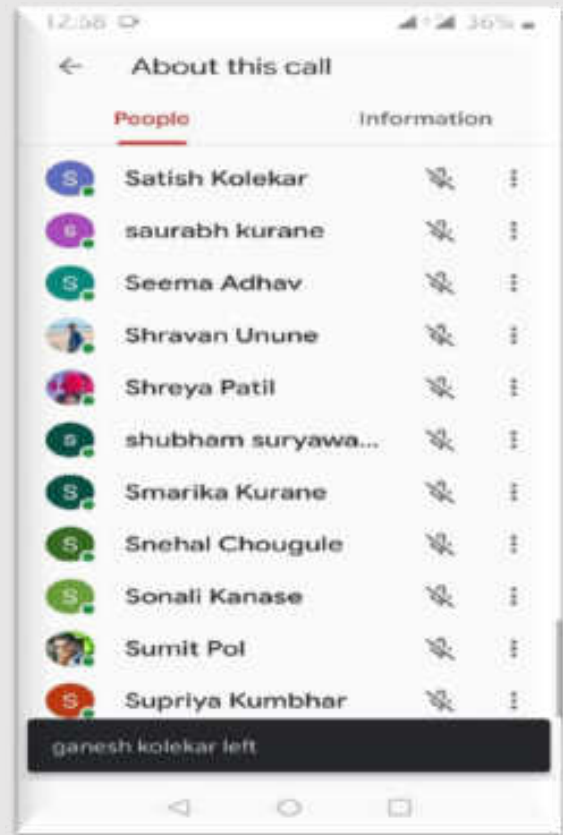 12:58 36%
About this call
People Information
S Satish Kolekar
s saurabh kurane
S Seema Adhav
Shravan Unune
Shreya Patil
s shubham suryawa...
S Smarika Kurane
S Snehal Chougule
S Sonali Kanase
Sumit Pol
S Supriya Kumbhar
ganesh kolekar left